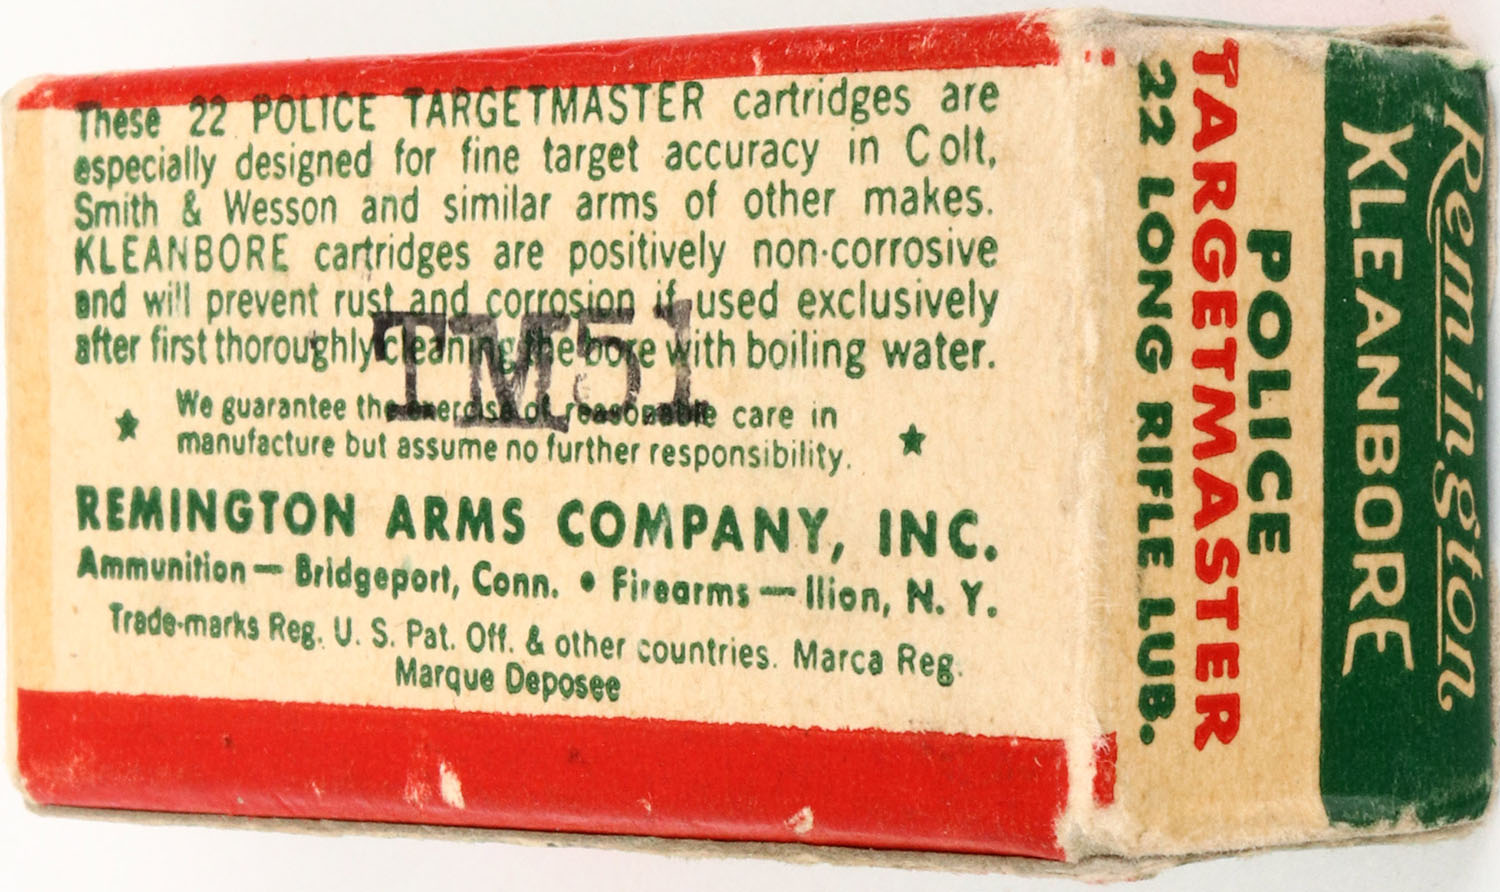 These 22 POLICE TARGETMASTER cartridges are
especially designed for fine target accuracy in Colt,
Smith & Wesson and similar arms of other makes.
KLEANBORE cartridges are positively non-corrosive
and will prevent rust and corrosion if used exclusively
after first thoroughly cleaning the bore with boiling water.
TM51
We guarantee the exercise of reasonable care in
manufacture but assume no further responsibility.
REMINGTON ARMS COMPANY, INC.
Ammunition — Bridgeport, Conn. • Firearms — Ilion, N. Y.
Trade-marks Reg. U. S. Pat. Off. & other countries. Marca Reg.
Marque Deposee
Remington
KLEANBORE
POLICE
TARGETMASTER
22 LONG RIFLE LUB.